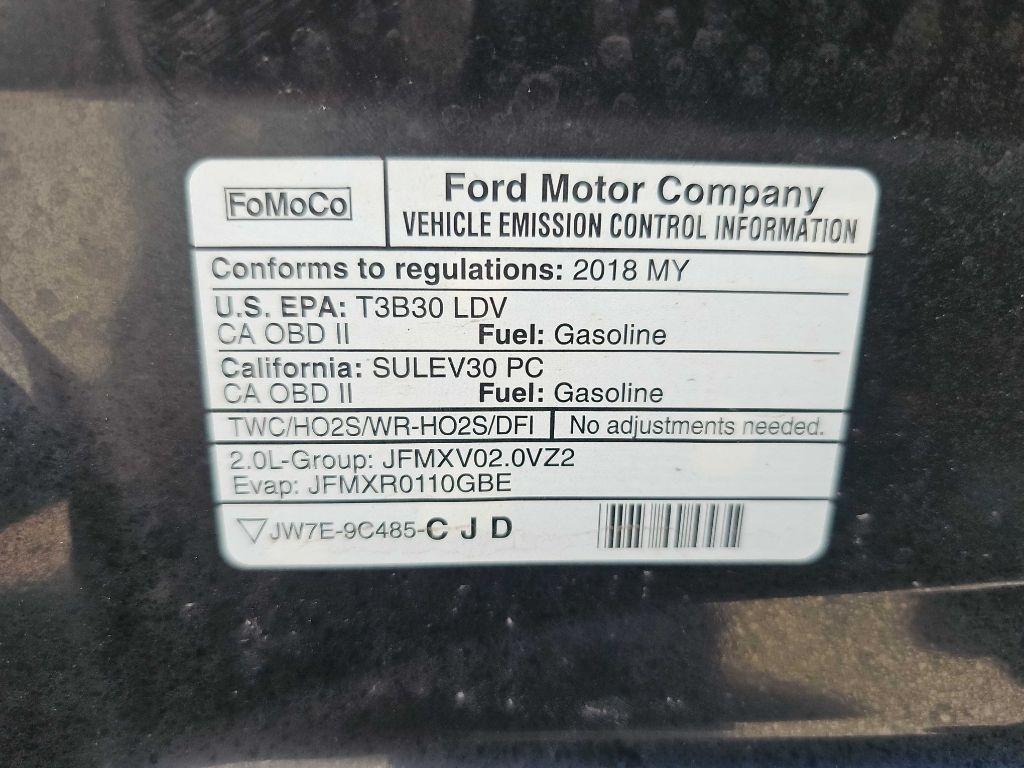 FoMoCo
Ford Motor Company
VEHICLE EMISSION CONTROL INFORMATION
Conforms to regulations: 2018 MY
U.S. EPA: T3B30 LDV
CA OBD II Fuel: Gasoline
California: SULEV30 PC
CA OBD II Fuel: Gasoline
TWC/HO2S/WR-HO2S/DFI No adjustments needed.
2.0L-Group: JFMXV02.0VZ2
Evap: JFMXR0110GBE
JW7E-9C485-C J D